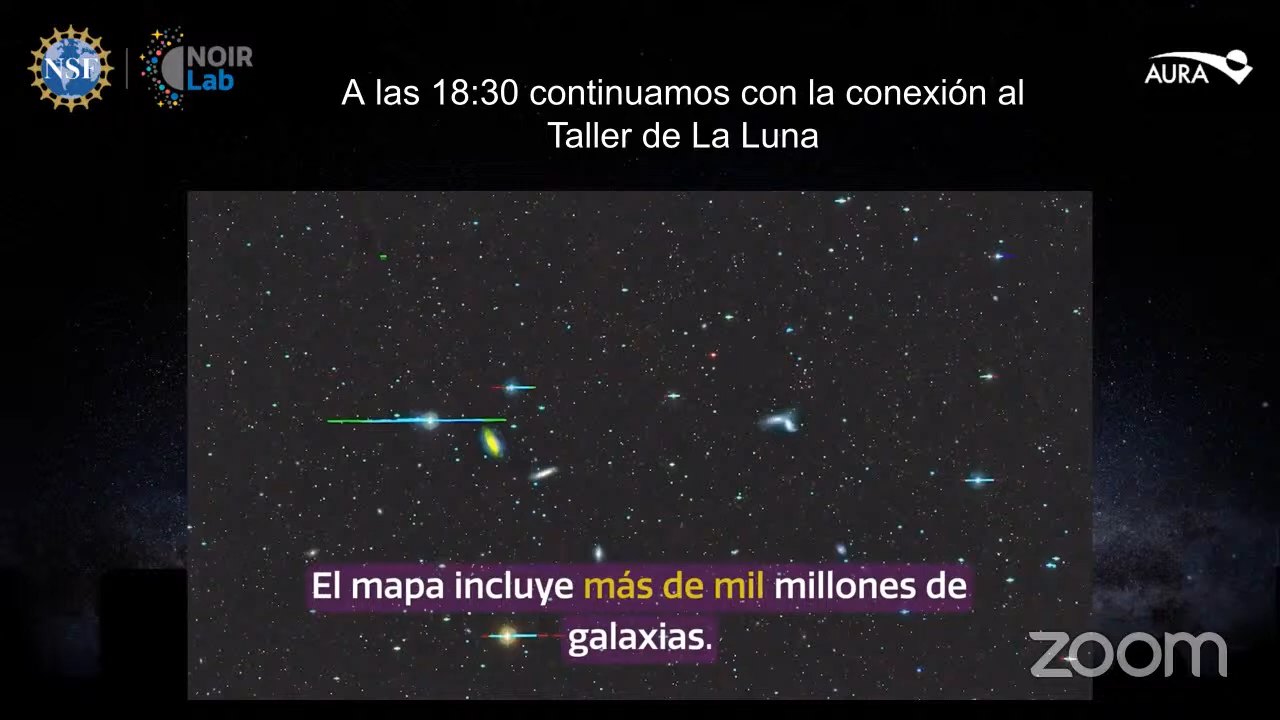 NSF
NOIR
Lab
AURA
A las 18:30 continuamos con la conexión al
Taller de La Luna
El mapa incluye más de mil millones de
galaxias.
zoom